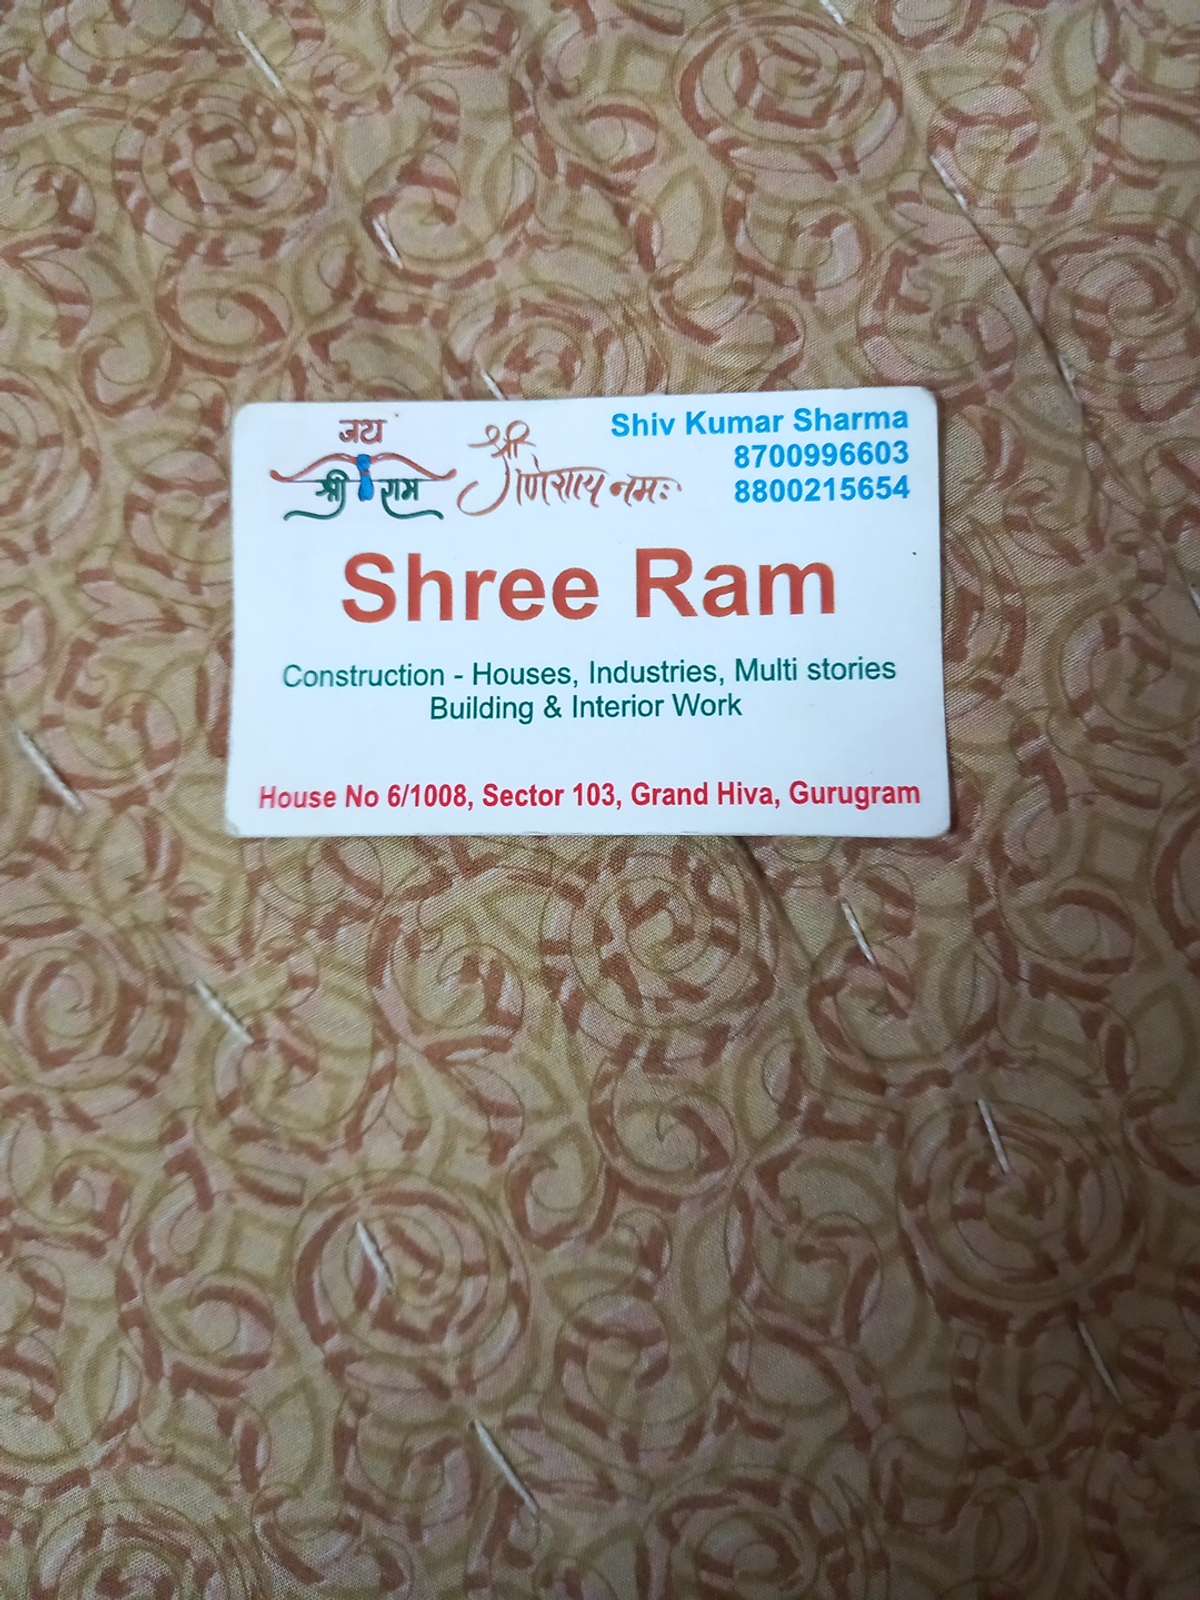 जय
श्री राम
श्री
गणेशाय नमः
Shiv Kumar Sharma
8700996603
8800215654
Shree Ram
Construction - Houses, Industries, Multi stories
Building & Interior Work
House No 6/1008, Sector 103, Grand Hiva, Gurugram